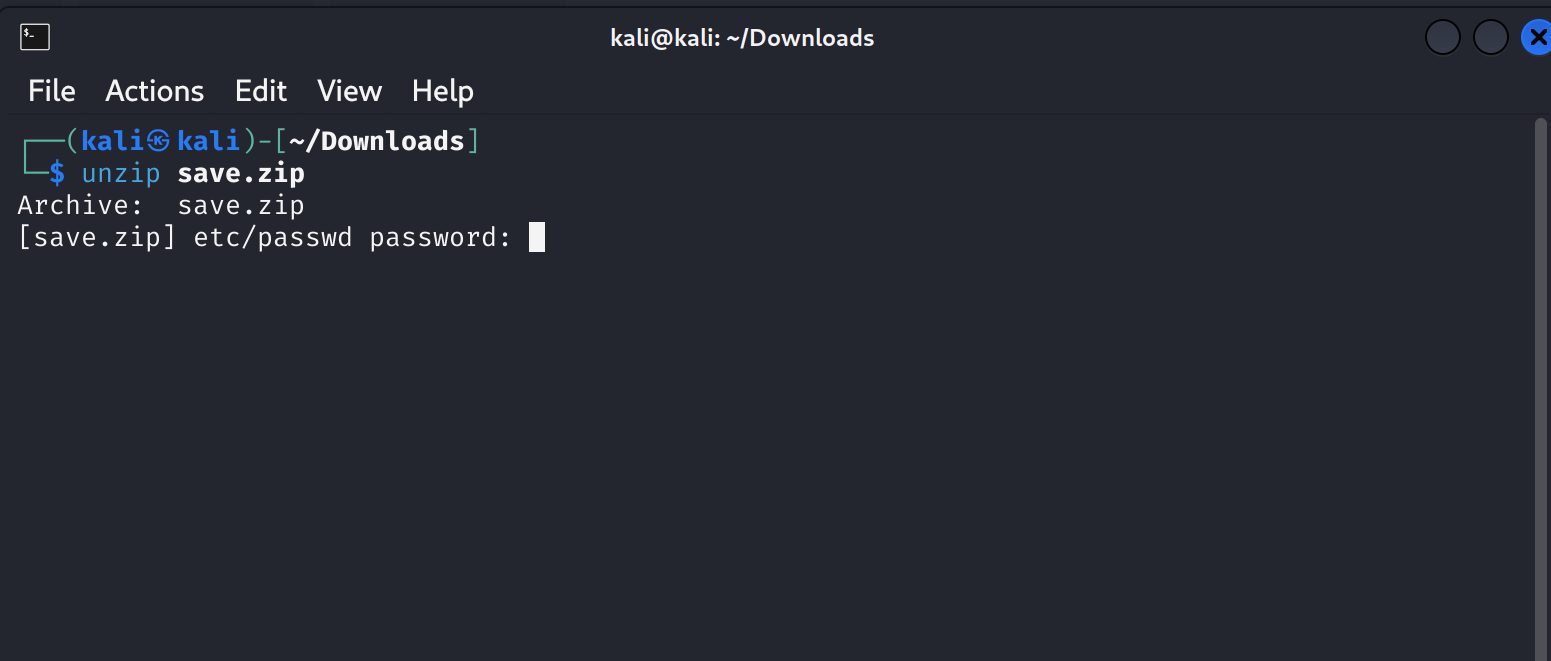 kali@kali: ~/Downloads
File Actions Edit View Help
┌──(kali㉿kali)-[~/Downloads]
└─$ unzip save.zip
Archive:  save.zip
[save.zip] etc/passwd password: